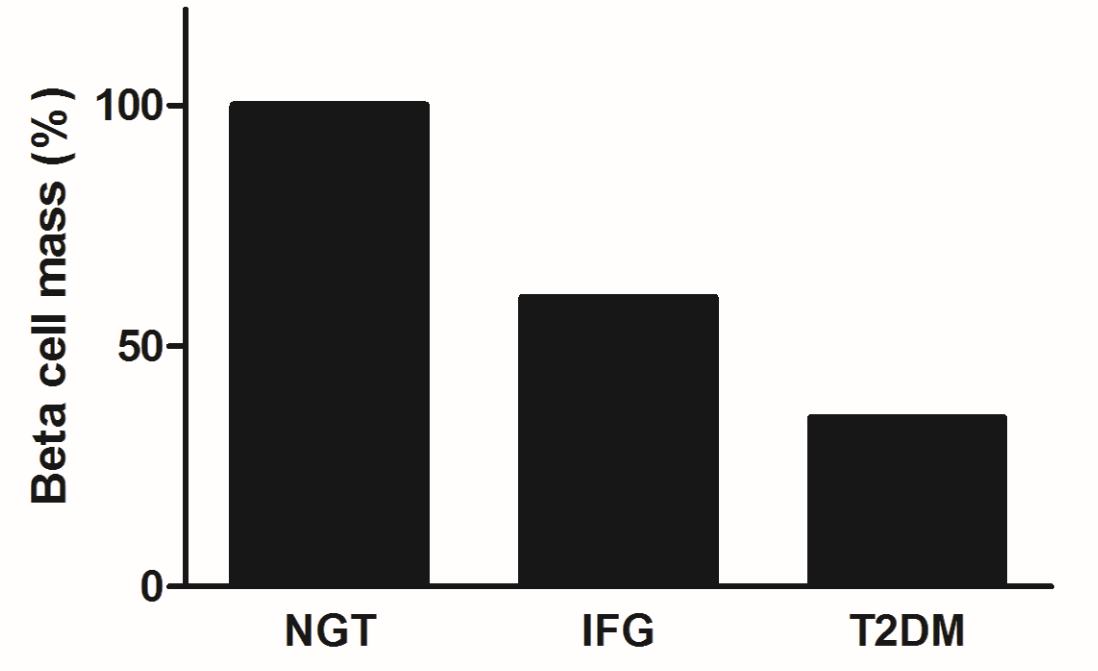 Beta cell mass (%)
100
50
0
NGT
IFG
T2DM